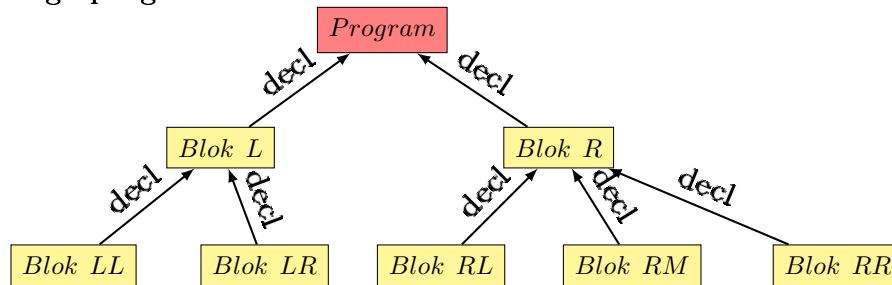 Program
decl decl
Blok L Blok R
decl decl decl decl decl
Blok LL Blok LR Blok RL Blok RM Blok RR